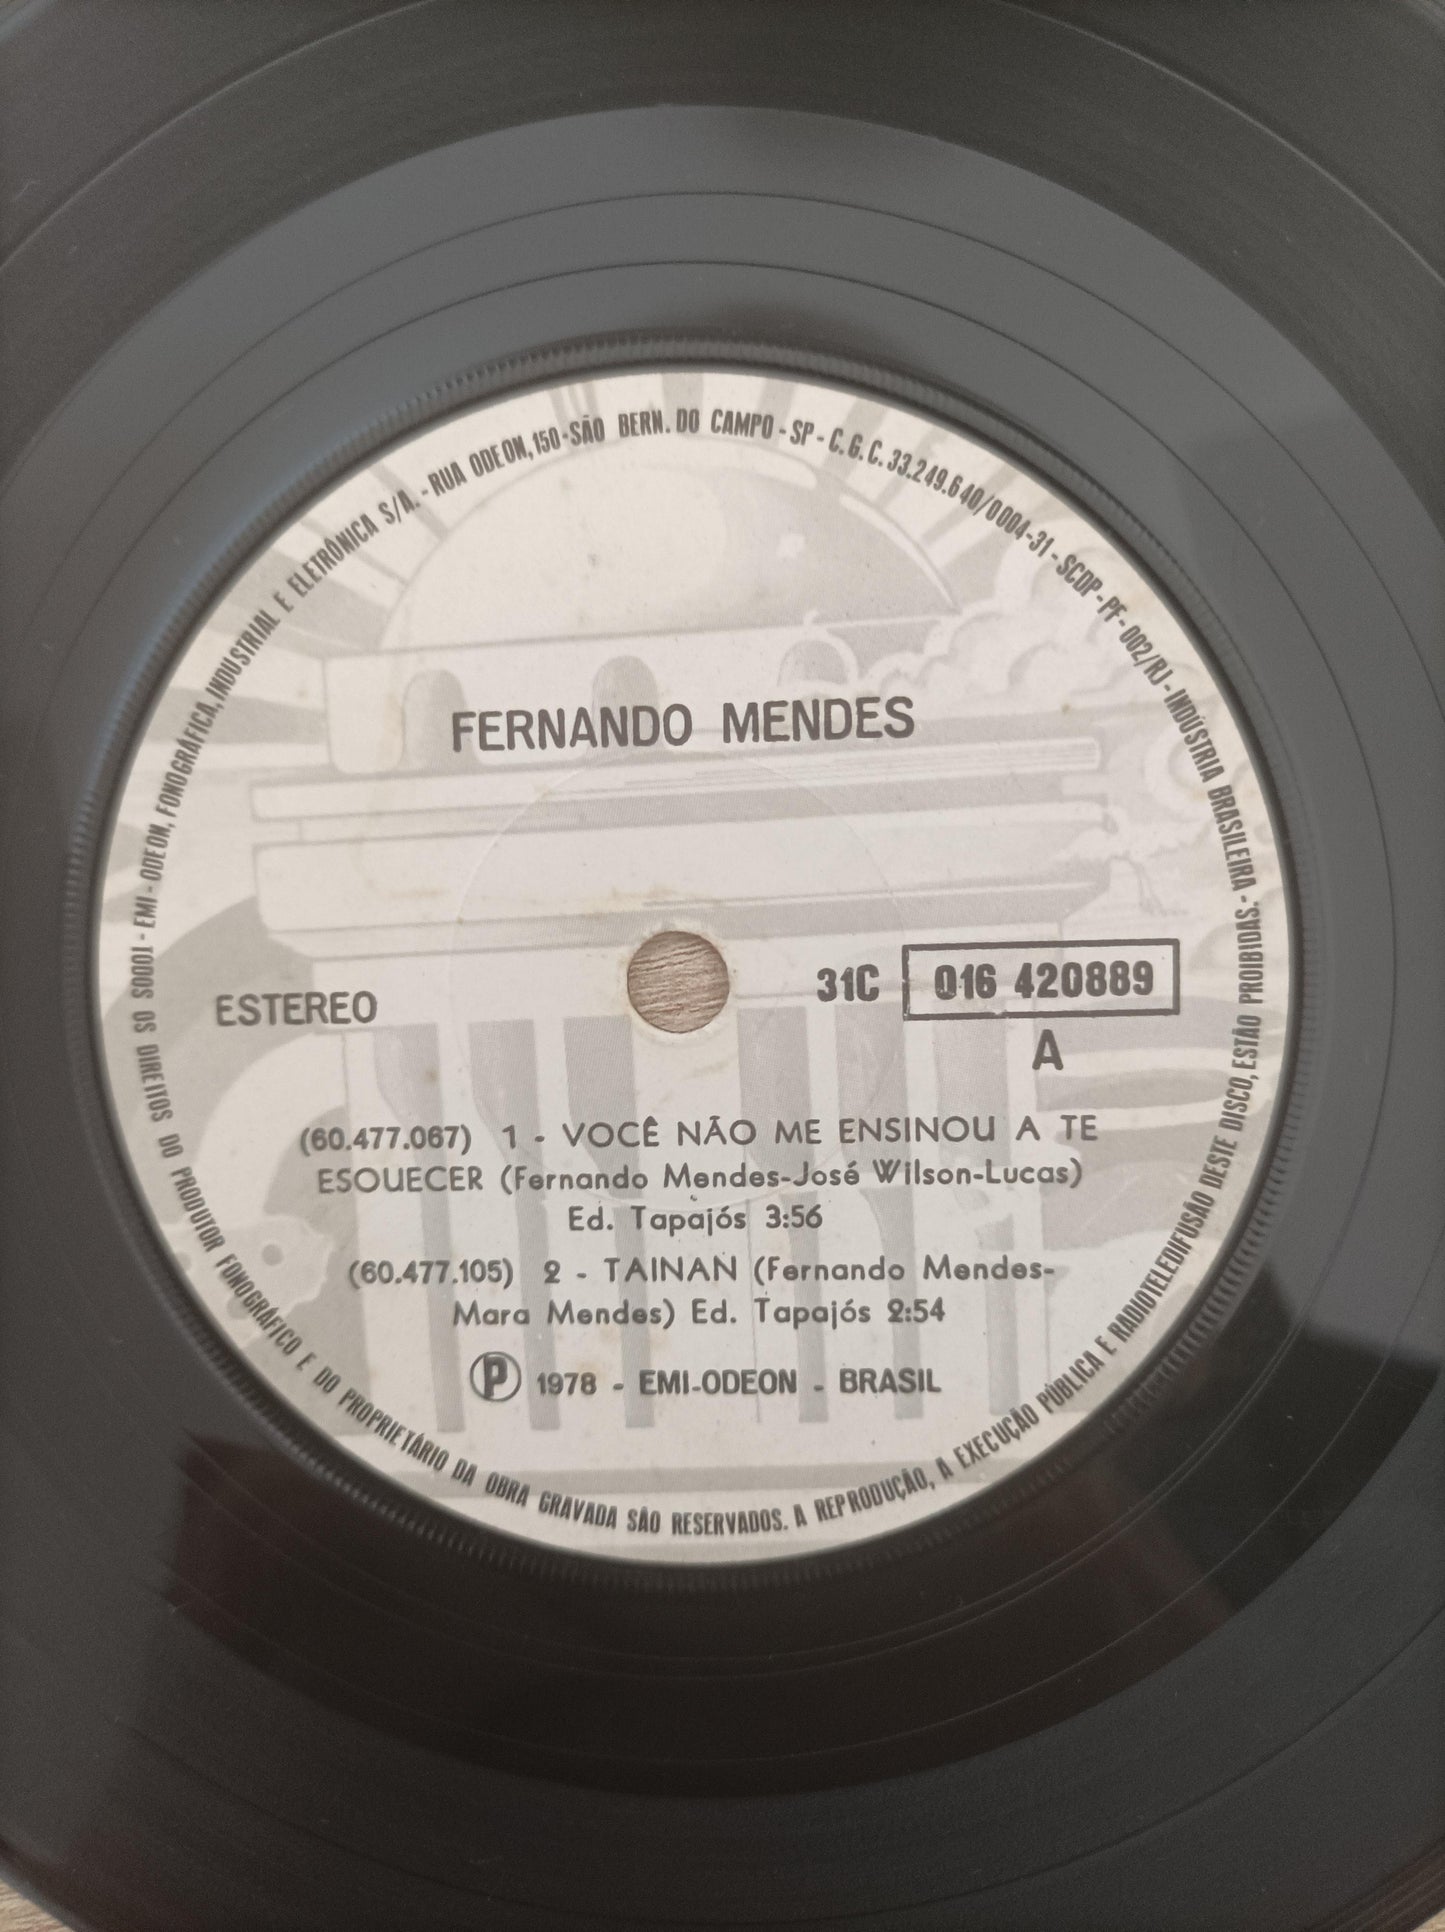 TODOS OS DIREITOS DO PRODUTOR FONOGRÁFICO E DO PROPRIETÁRIO DA OBRA GRAVADA SÃO RESERVADOS. A REPRODUÇÃO, A EXECUÇÃO PÚBLICA E RADIOTELEDIFUSÃO DESTE DISCO, ESTÃO PROIBIDAS.
- EMI - ODEON, FONOGRÁFICA, INDUSTRIAL E ELETRÔNICA S/A. - RUA ODEON, 150 - SÃO BERN. DO CAMPO - SP - C.G.C. 33.249.640/0004-31 - SCDP - PF - 002/RJ - INDÚSTRIA BRASILEIRA -
FERNANDO MENDES
ESTEREO
31C 016 420889
A
(60.477.067) 1 - VOCÊ NÃO ME ENSINOU A TE
ESQUECER (Fernando Mendes-José Wilson-Lucas)
Ed. Tapajós 3:56
(60.477.105) 2 - TAINAN (Fernando Mendes-
Mara Mendes) Ed. Tapajós 2:54
Ⓟ 1978 - EMI-ODEON - BRASIL